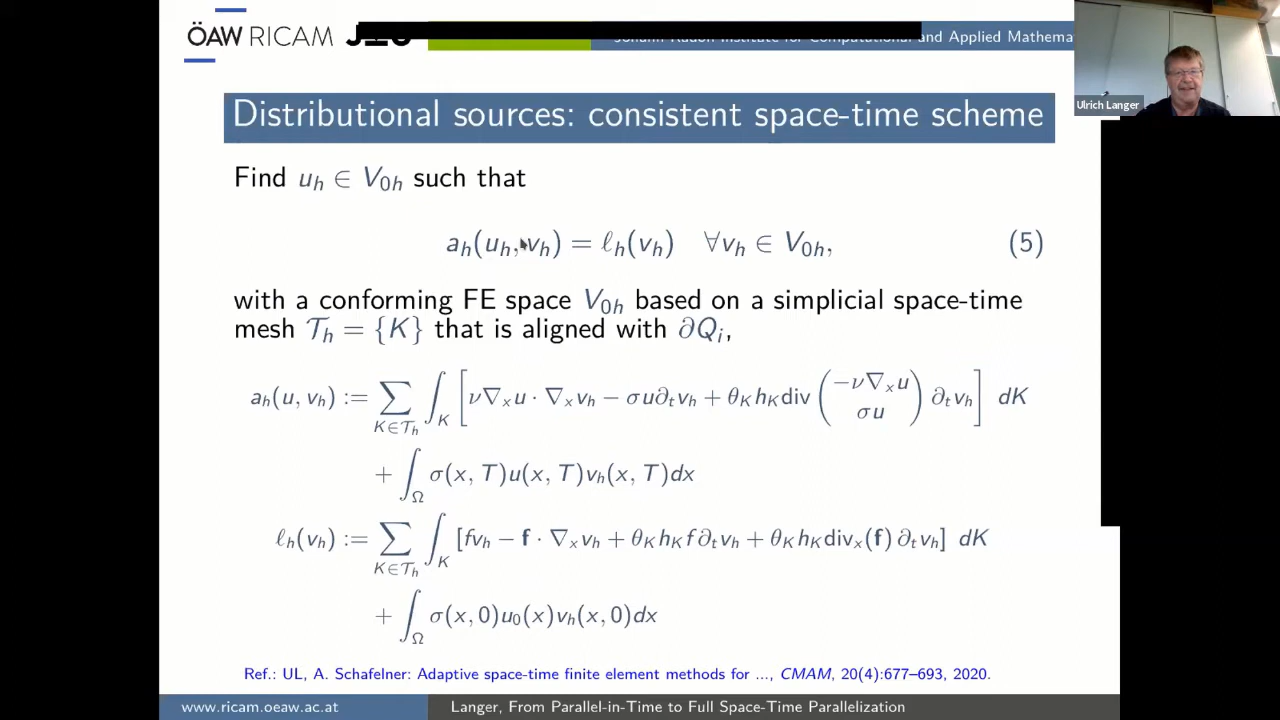 ÖAW RICAM JKU Johann Radon Institute for Computational and Applied Mathema
Ulrich Langer
Distributional sources: consistent space-time scheme
Find u_h ∈ V_{0h} such that
a_h(u_h, v_h) = ℓ_h(v_h) ∀v_h ∈ V_{0h}, (5)
with a conforming FE space V_{0h} based on a simplicial space-time
mesh 𝒯_h = {K} that is aligned with ∂Q_i,
a_h(u, v_h) := ∑_{K∈𝒯_h} ∫_K [ν∇_x u · ∇_x v_h − σu∂_t v_h + θ_K h_K div (−ν∇_x u σu) ∂_t v_h] dK
+ ∫_Ω σ(x, T)u(x, T)v_h(x, T)dx
ℓ_h(v_h) := ∑_{K∈𝒯_h} ∫_K [fv_h − f · ∇_x v_h + θ_K h_K f∂_t v_h + θ_K h_K div_x(f) ∂_t v_h] dK
+ ∫_Ω σ(x, 0)u_0(x)v_h(x, 0)dx
Ref.: UL, A. Schafelner: Adaptive space-time finite element methods for ..., CMAM, 20(4):677–693, 2020.
www.ricam.oeaw.ac.at Langer, From Parallel-in-Time to Full Space-Time Parallelization